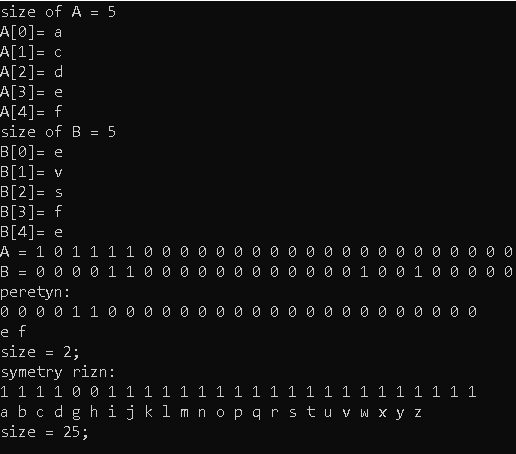 size of A = 5
A[0]= a
A[1]= c
A[2]= d
A[3]= e
A[4]= f
size of B = 5
B[0]= e
B[1]= v
B[2]= s
B[3]= f
B[4]= e
A = 1 0 1 1 1 1 0 0 0 0 0 0 0 0 0 0 0 0 0 0 0 0 0 0 0 0 0
B = 0 0 0 0 1 1 0 0 0 0 0 0 0 0 0 0 0 0 1 0 0 1 0 0 0 0 0
peretyn:
0 0 0 0 1 1 0 0 0 0 0 0 0 0 0 0 0 0 0 0 0 0 0 0 0 0 0
e f
size = 2;
symetry rizn:
1 1 1 1 0 0 1 1 1 1 1 1 1 1 1 1 1 1 1 1 1 1 1 1 1 1 1
a b c d g h i j k l m n o p q r s t u v w x y z
size = 25;